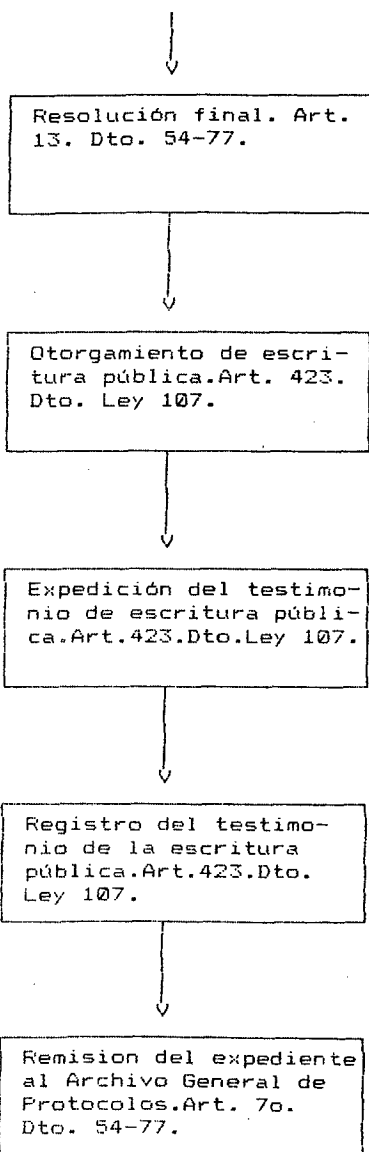 Resolución final. Art.
13. Dto. 54-77.
Otorgamiento de escri-
tura pública.Art. 423.
Dto. Ley 107.
Expedición del testimo-
nio de escritura públi-
ca.Art.423.Dto.Ley 107.
Registro del testimo-
nio de la escritura
pública.Art.423.Dto.
Ley 107.
Remision del expediente
al Archivo General de
Protocolos.Art. 7o.
Dto. 54-77.